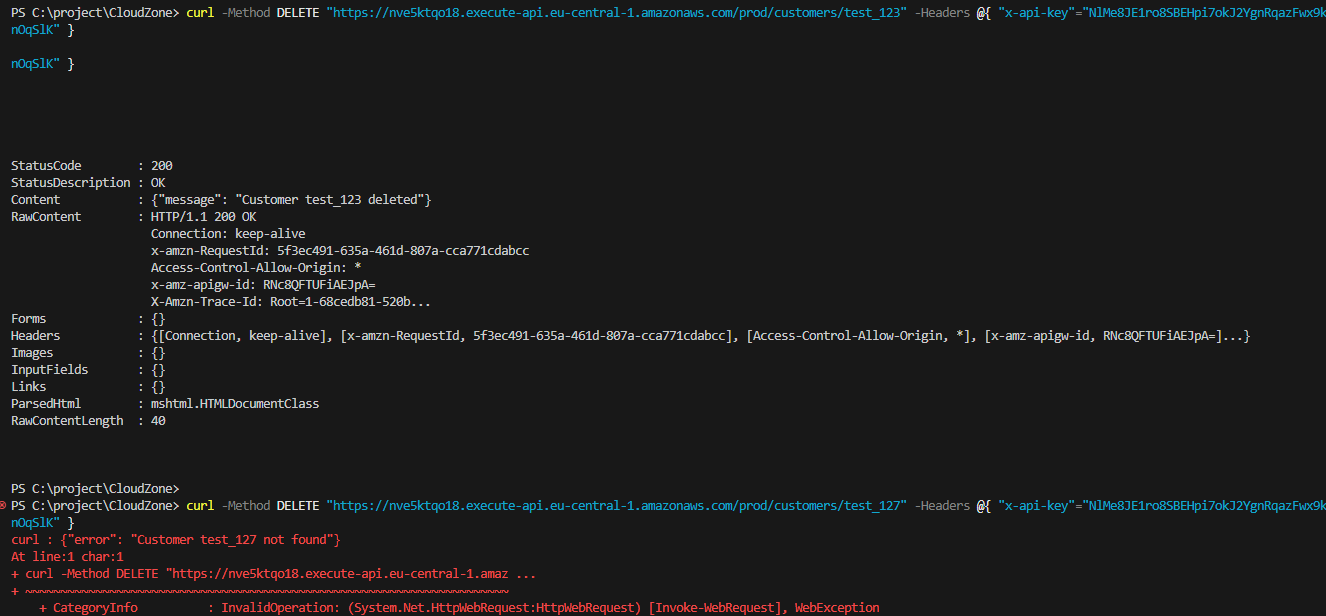 PS C:\project\CloudZone> curl -Method DELETE "https://nve5ktqo18.execute-api.eu-central-1.amazonaws.com/prod/customers/test_123" -Headers @{ "x-api-key"="NlMe8JE1ro8SBEHpi7okJ2YgnRqazFwx9k
nOqSlK" }
nOqSlK" }
StatusCode : 200
StatusDescription : OK
Content : {"message": "Customer test_123 deleted"}
RawContent : HTTP/1.1 200 OK
Connection: keep-alive
x-amzn-RequestId: 5f3ec491-635a-461d-807a-cca771cdabcc
Access-Control-Allow-Origin: *
x-amz-apigw-id: RNc8QFTUFiAEJpA=
X-Amzn-Trace-Id: Root=1-68cedb81-520b...
Forms : {}
Headers : {[Connection, keep-alive], [x-amzn-RequestId, 5f3ec491-635a-461d-807a-cca771cdabcc], [Access-Control-Allow-Origin, *], [x-amz-apigw-id, RNc8QFTUFiAEJpA=]...}
Images : {}
InputFields : {}
Links : {}
ParsedHtml : mshtml.HTMLDocumentClass
RawContentLength : 40
PS C:\project\CloudZone>
PS C:\project\CloudZone> curl -Method DELETE "https://nve5ktqo18.execute-api.eu-central-1.amazonaws.com/prod/customers/test_127" -Headers @{ "x-api-key"="NlMe8JE1ro8SBEHpi7okJ2YgnRqazFwx9k
nOqSlK" }
curl : {"error": "Customer test_127 not found"}
At line:1 char:1
+ curl -Method DELETE "https://nve5ktqo18.execute-api.eu-central-1.amaz ...
+ ~~~~~~~~~~~~~~~~~~~~~~~~~~~~~~~~~~~~~~~~~~~~~~~~~~~~~~~~~~~~~~~~~~~~~
+ CategoryInfo : InvalidOperation: (System.Net.HttpWebRequest:HttpWebRequest) [Invoke-WebRequest], WebException